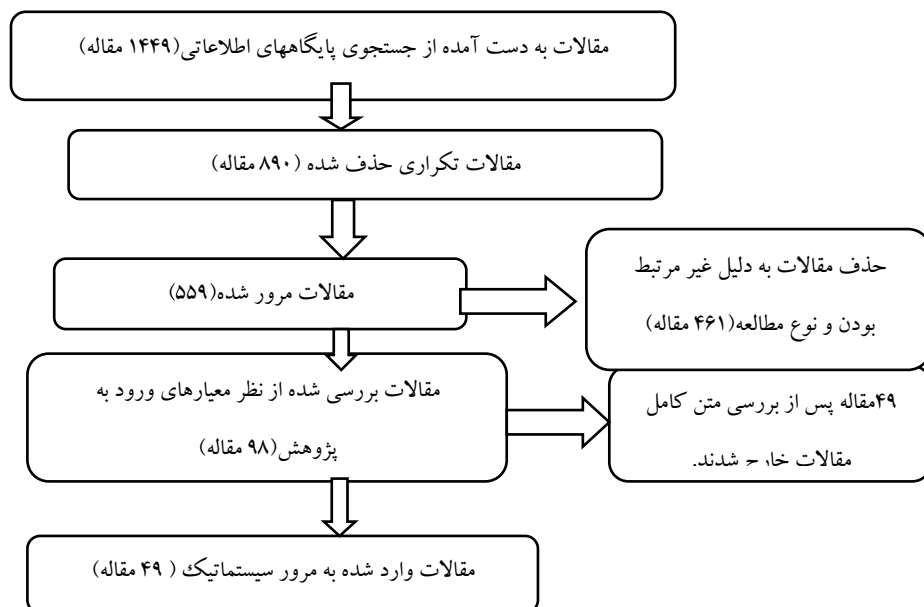 مقالات به دست آمده از جستجوی پایگاههای اطلاعاتی(۱۴۴۹ مقاله)
مقالات تکراری حذف شده (۸۹۰ مقاله)
مقالات مرور شده(۵۵۹)
حذف مقالات به دلیل غیر مرتبط
بودن و نوع مطالعه(۴۶۱ مقاله)
مقالات بررسی شده از نظر معیارهای ورود به
پژوهش(۹۸ مقاله)
۴۹مقاله پس از بررسی متن کامل
مقالات خارج شدند.
مقالات وارد شده به مرور سیستماتیک ( ۴۹ مقاله)